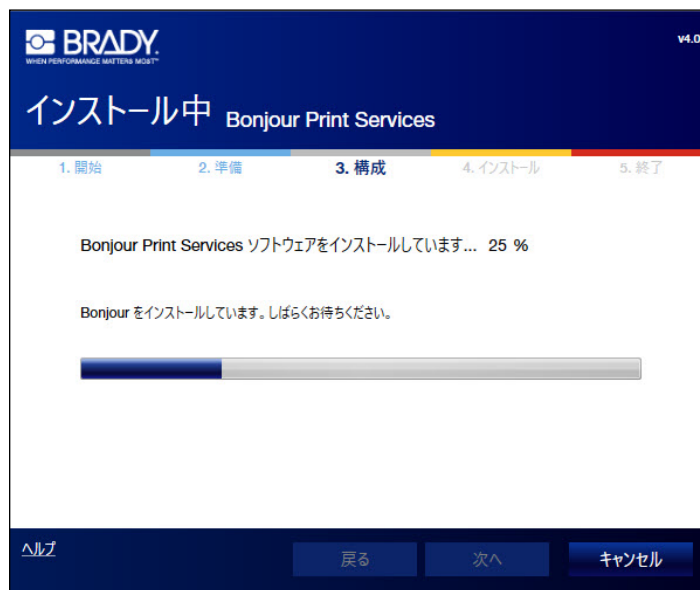 BRADY.
WHEN PERFORMANCE MATTERS MOST™
v4.0
インストール中 Bonjour Print Services
1. 開始 2. 準備 3. 構成 4. インストール 5. 終了
Bonjour Print Services ソフトウェアをインストールしています... 25 %
Bonjour をインストールしています。しばらくお待ちください。
ヘルプ 戻る 次へ キャンセル